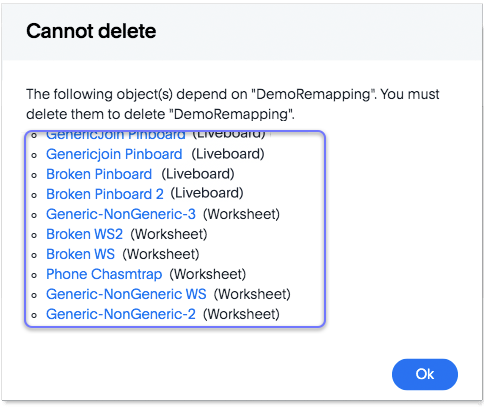 Cannot delete
The following object(s) depend on "DemoRemapping". You must
delete them to delete "DemoRemapping".
GenericJoin Pinboard (Liveboard)
Genericjoin Pinboard (Liveboard)
Broken Pinboard (Liveboard)
Broken Pinboard 2 (Liveboard)
Generic-NonGeneric-3 (Worksheet)
Broken WS2 (Worksheet)
Broken WS (Worksheet)
Phone Chasmtrap (Worksheet)
Generic-NonGeneric WS (Worksheet)
Generic-NonGeneric-2 (Worksheet)
Ok